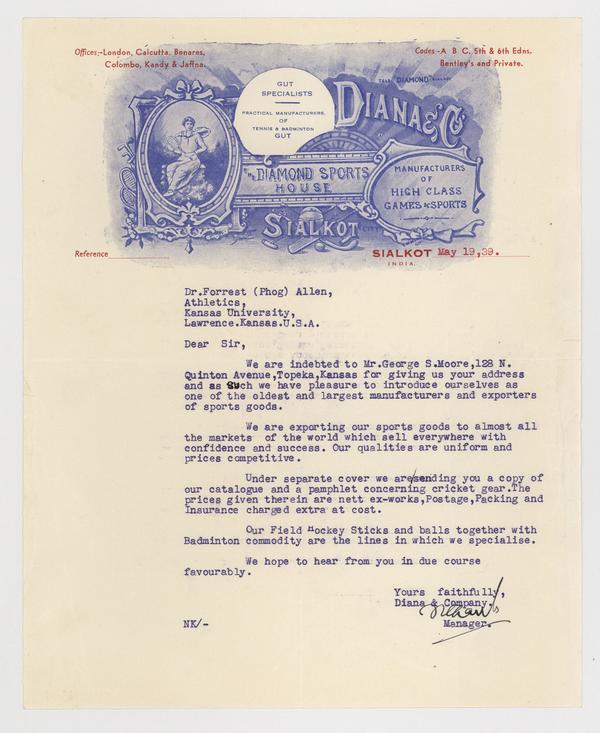 Offices:-London, Calcutta, Benares,
Colombo, Kandy & Jaffna.
Codes:-A B C, 5th & 6th Edns.
Bentley's and Private.
GUT
SPECIALISTS
PRACTICAL MANUFACTURERS,
OF
TENNIS & BADMINTON
GUT
"DIAMOND"
DIANA & Co
THE DIAMOND SPORTS
HOUSE
MANUFACTURERS
OF
HIGH CLASS
GAMES & SPORTS
SIALKOT CITY
Reference
SIALKOT May 19,39.
INDIA.
Dr.Forrest (Phog) Allen,
Athletics,
Kansas University,
Lawrence.Kansas.U.S.A.
Dear Sir,
We are indebted to Mr.George S.Moore,128 N.
Quinton Avenue,Topeka,Kansas for giving us your address
and as such we have pleasure to introduce ourselves as
one of the oldest and largest manufacturers and exporters
of sports goods.
We are exporting our sports goods to almost all
the markets of the world which sell everywhere with
confidence and success. Our qualities are uniform and
prices competitive.
Under separate cover we are/sending you a copy of
our catalogue and a pamphlet concerning cricket gear.The
prices given therein are nett ex-works,Postage,Packing and
Insurance charged extra at cost.
Our Field Hockey Sticks and balls together with
Badminton commodity are the lines in which we specialise.
We hope to hear from you in due course
favourably.
Yours faithfully,
Diana & Company.
Manager.
NK/-